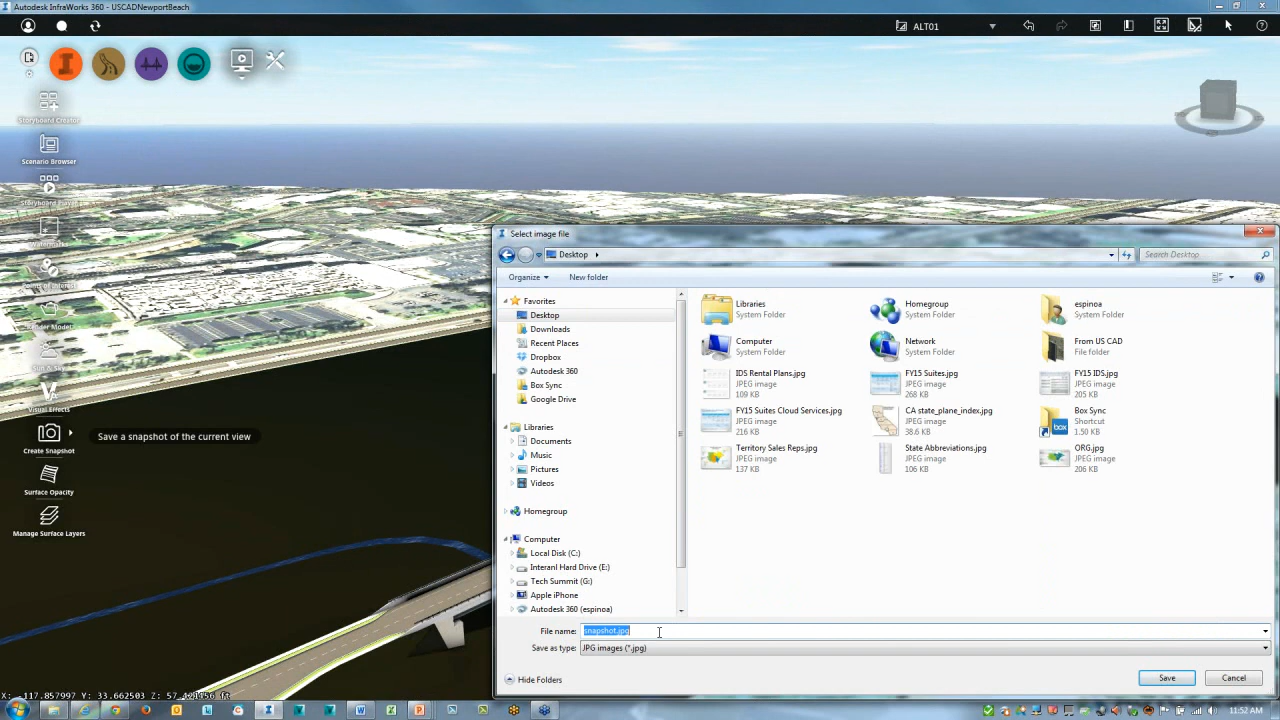 Autodesk InfraWorks 360 - USCADNewportBeach
ALT01
Storyboard Creator
Scenario Browser
Storyboard Player
Watermark
Points of Interest
Render Model
Sun & Sky
Visual Effects
Create Snapshot
Save a snapshot of the current view
Surface Opacity
Manage Surface Layers
Select image file
Desktop
Search Desktop
Organize
New folder
Favorites
Desktop
Downloads
Recent Places
Dropbox
Autodesk 360
Box Sync
Google Drive
Libraries
Documents
Music
Pictures
Videos
Homegroup
Computer
Local Disk (C:)
Interanl Hard Drive (E:)
Tech Summit (G:)
Apple iPhone
Autodesk 360 (espinoa)
Libraries
System Folder
Homegroup
System Folder
espinoa
System Folder
Computer
System Folder
Network
System Folder
From US CAD
File folder
IDS Rental Plans.jpg
JPEG image
109 KB
FY15 Suites.jpg
JPEG image
268 KB
FY15 IDS.jpg
JPEG image
205 KB
FY15 Suites Cloud Services.jpg
JPEG image
216 KB
CA state_plane_index.jpg
JPEG image
38.6 KB
Box Sync
Shortcut
1.50 KB
Territory Sales Reps.jpg
JPEG image
137 KB
State Abbreviations.jpg
JPEG image
106 KB
ORG.jpg
JPEG image
206 KB
File name: snapshot.jpg
Save as type: JPG images (*.jpg)
Hide Folders
Save
Cancel
11:52 AM